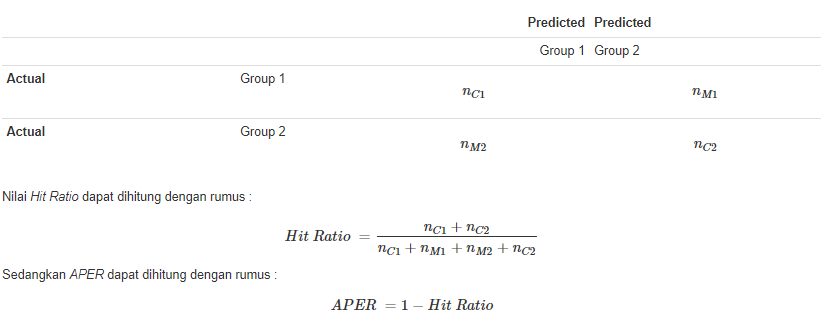 Predicted Predicted
Group 1 Group 2
Actual Group 1 n_{C1} n_{M1}
Actual Group 2 n_{M2} n_{C2}
Nilai Hit Ratio dapat dihitung dengan rumus :
Hit Ratio = \frac{n_{C1} + n_{C2}}{n_{C1} + n_{M1} + n_{M2} + n_{C2}}
Sedangkan APER dapat dihitung dengan rumus :
APER = 1 − Hit Ratio